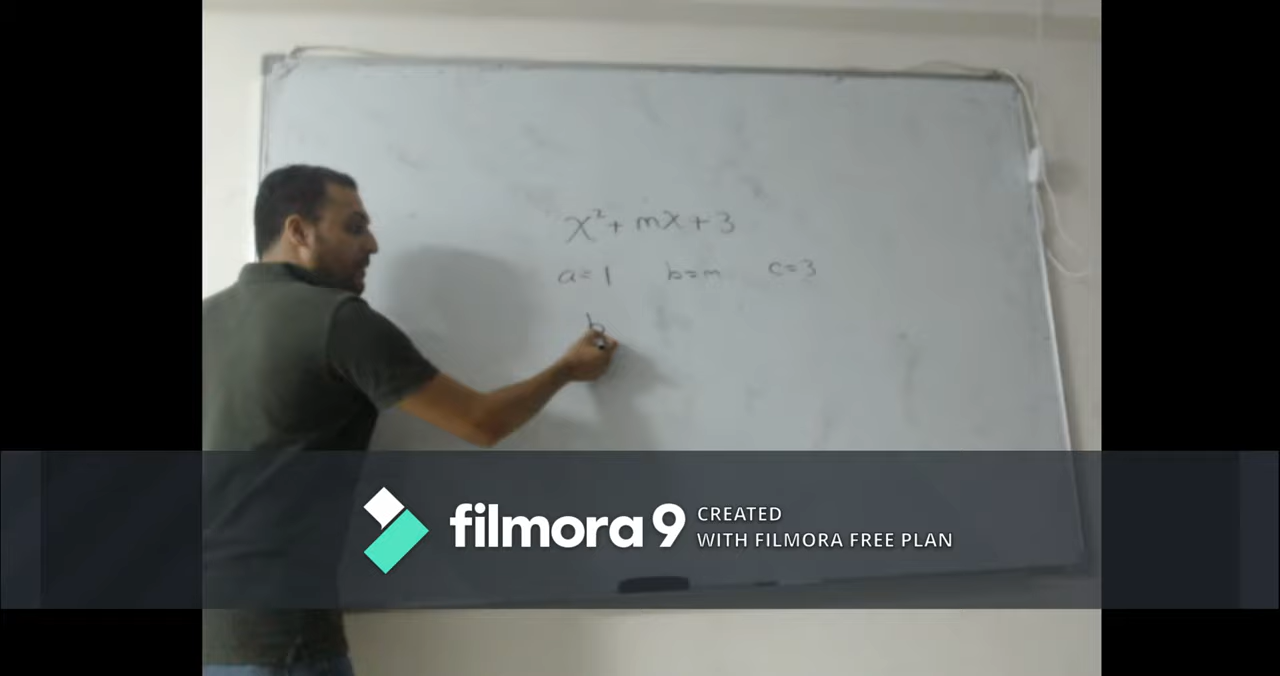 x² + mx + 3
a = 1 b = m c = 3
b
filmora 9 CREATED
WITH FILMORA FREE PLAN